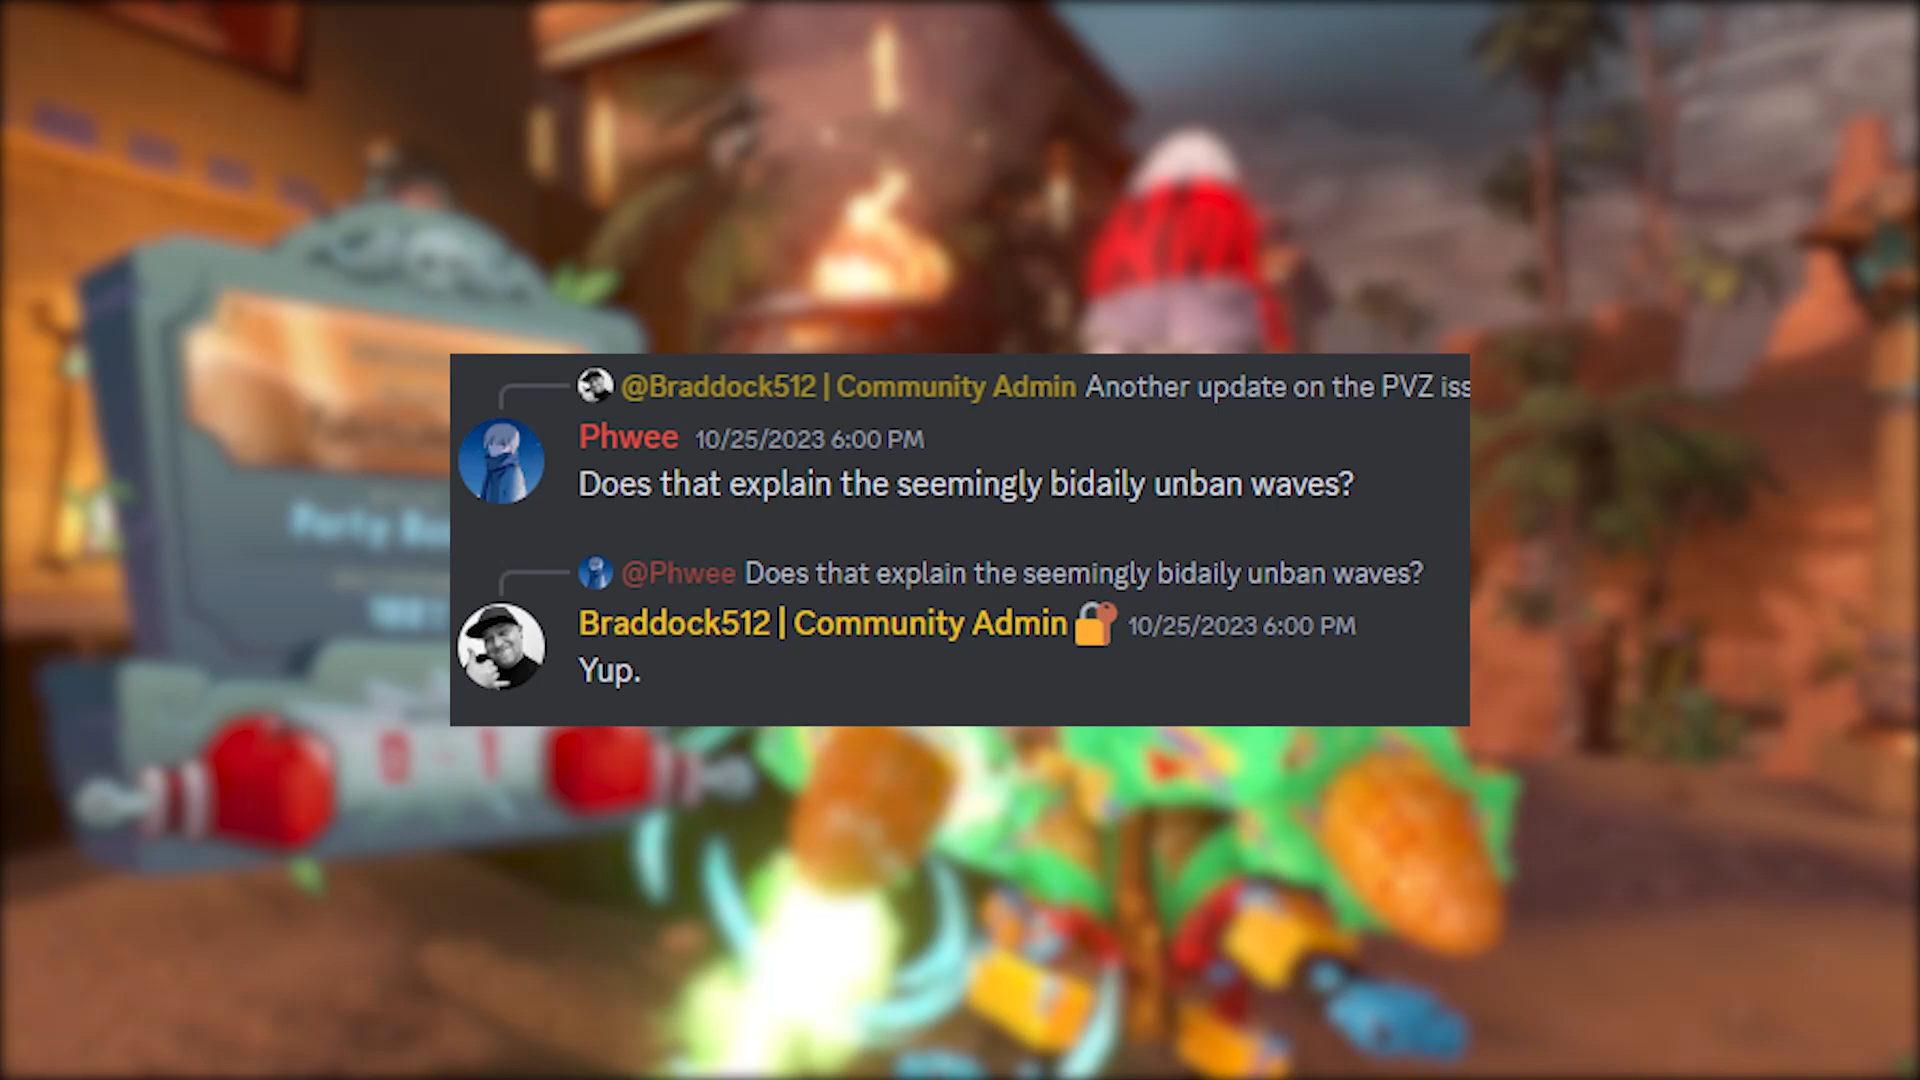 @Braddock512 | Community Admin Another update on the PVZ iss
Phwee 10/25/2023 6:00 PM
Does that explain the seemingly bidaily unban waves?
@Phwee Does that explain the seemingly bidaily unban waves?
Braddock512 | Community Admin 10/25/2023 6:00 PM
Yup.
0 - 1